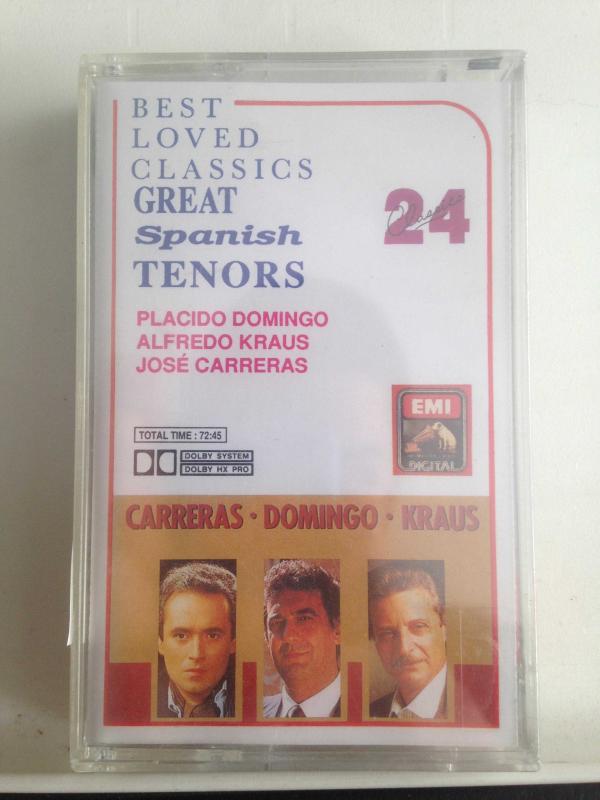 BEST
LOVED
CLASSICS
GREAT
Spanish
TENORS
24
Classics
PLACIDO DOMINGO
ALFREDO KRAUS
JOSÉ CARRERAS
TOTAL TIME : 72:45
DOLBY SYSTEM
DOLBY HX PRO
EMI
DIGITAL
CARRERAS · DOMINGO · KRAUS